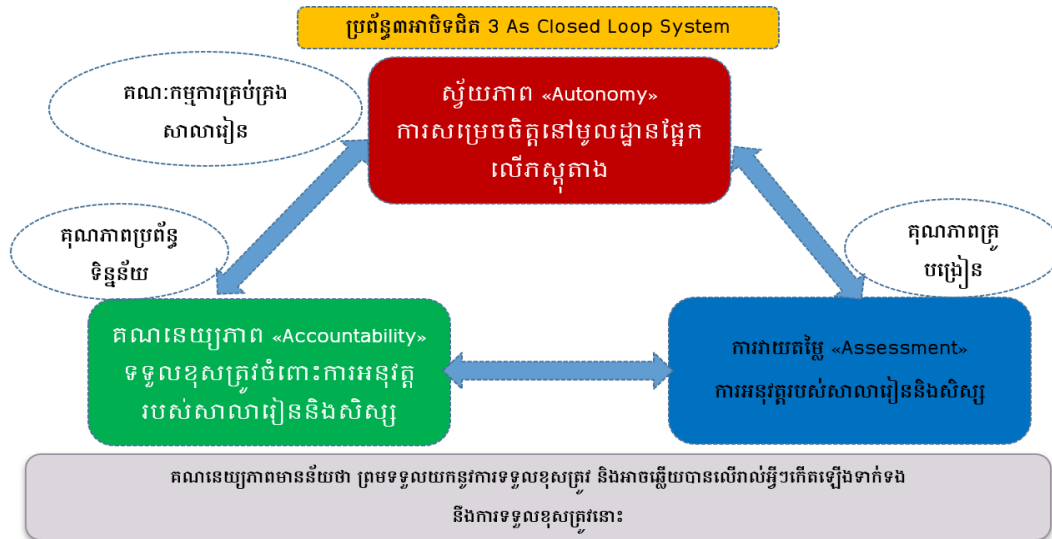 ប្រព័ន្ធ៣អាបិទជិត 3 As Closed Loop System
គណ:កម្មការគ្រប់គ្រង
សាលារៀន
ស្វ័យភាព «Autonomy»
ការសម្រេចចិត្តនៅមូលដ្ឋានផ្អែក
លើភស្តុតាង
គុណភាពប្រព័ន្ធ
ទិន្នន័យ
គុណភាពគ្រូ
បង្រៀន
គណនេយ្យភាព «Accountability»
ទទួលខុសត្រូវចំពោះការអនុវត្ត
របស់សាលារៀននិងសិស្ស
ការវាយតម្លៃ «Assessment»
ការអនុវត្តរបស់សាលារៀននិងសិស្ស
គណនេយ្យភាពមានន័យថា ព្រមទទួលយកនូវការទទួលខុសត្រូវ និងអាចឆ្លើយបានលើរាល់អ្វីៗកើតឡើងទាក់ទង
នឹងការទទួលខុសត្រូវនោះ